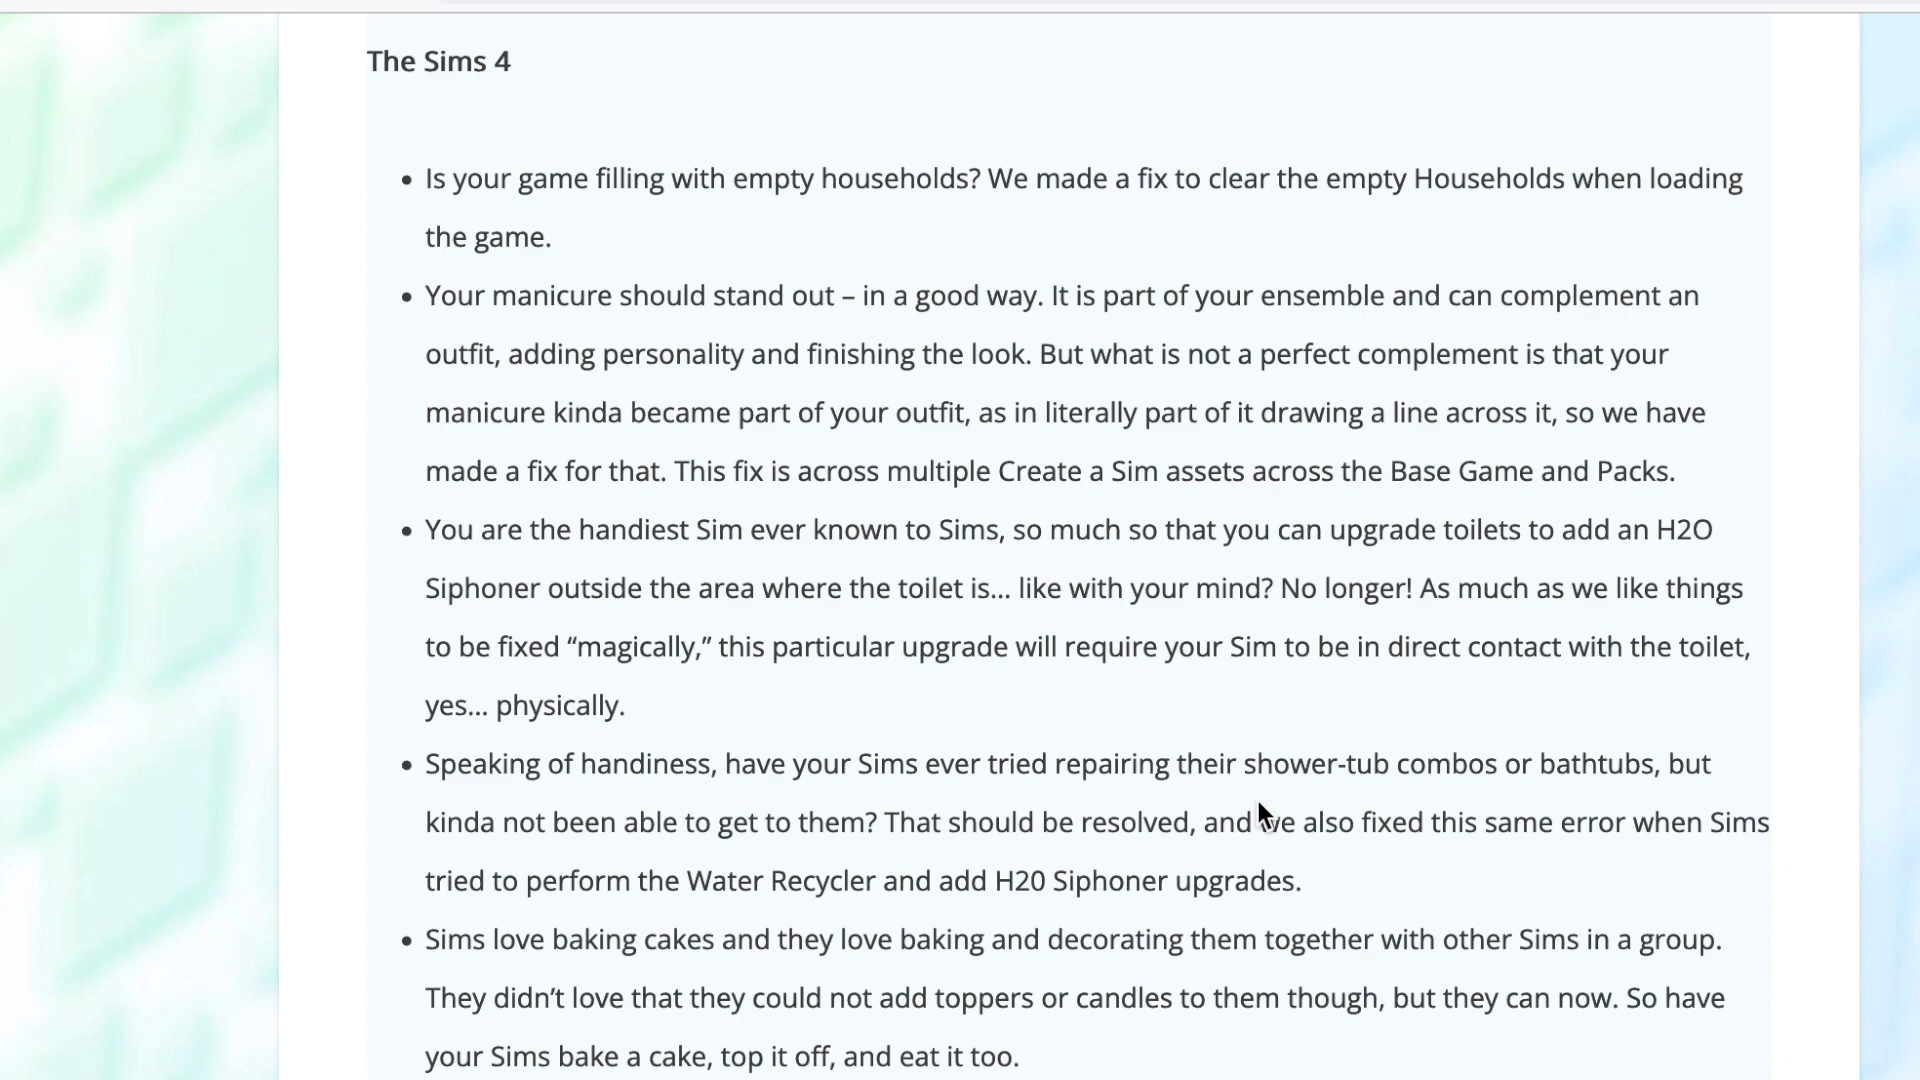 The Sims 4
• Is your game filling with empty households? We made a fix to clear the empty Households when loading
the game.
• Your manicure should stand out – in a good way. It is part of your ensemble and can complement an
outfit, adding personality and finishing the look. But what is not a perfect complement is that your
manicure kinda became part of your outfit, as in literally part of it drawing a line across it, so we have
made a fix for that. This fix is across multiple Create a Sim assets across the Base Game and Packs.
• You are the handiest Sim ever known to Sims, so much so that you can upgrade toilets to add an H2O
Siphoner outside the area where the toilet is... like with your mind? No longer! As much as we like things
to be fixed “magically,” this particular upgrade will require your Sim to be in direct contact with the toilet,
yes... physically.
• Speaking of handiness, have your Sims ever tried repairing their shower-tub combos or bathtubs, but
kinda not been able to get to them? That should be resolved, and we also fixed this same error when Sims
tried to perform the Water Recycler and add H20 Siphoner upgrades.
• Sims love baking cakes and they love baking and decorating them together with other Sims in a group.
They didn’t love that they could not add toppers or candles to them though, but they can now. So have
your Sims bake a cake, top it off, and eat it too.